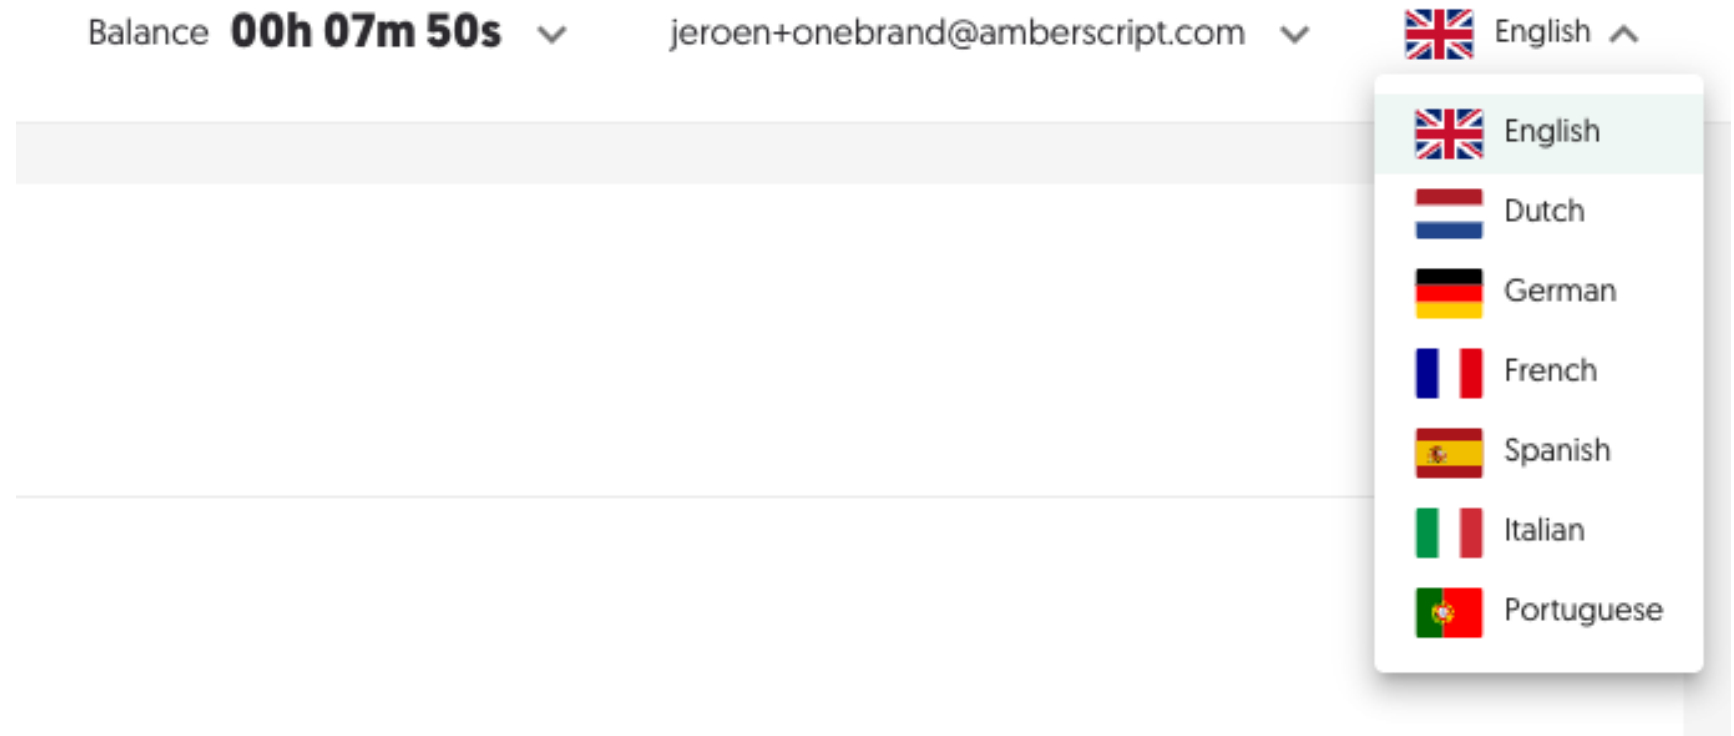 Balance 00h 07m 50s jeroen+onebrand@amberscript.com English
English
Dutch
German
French
Spanish
Italian
Portuguese